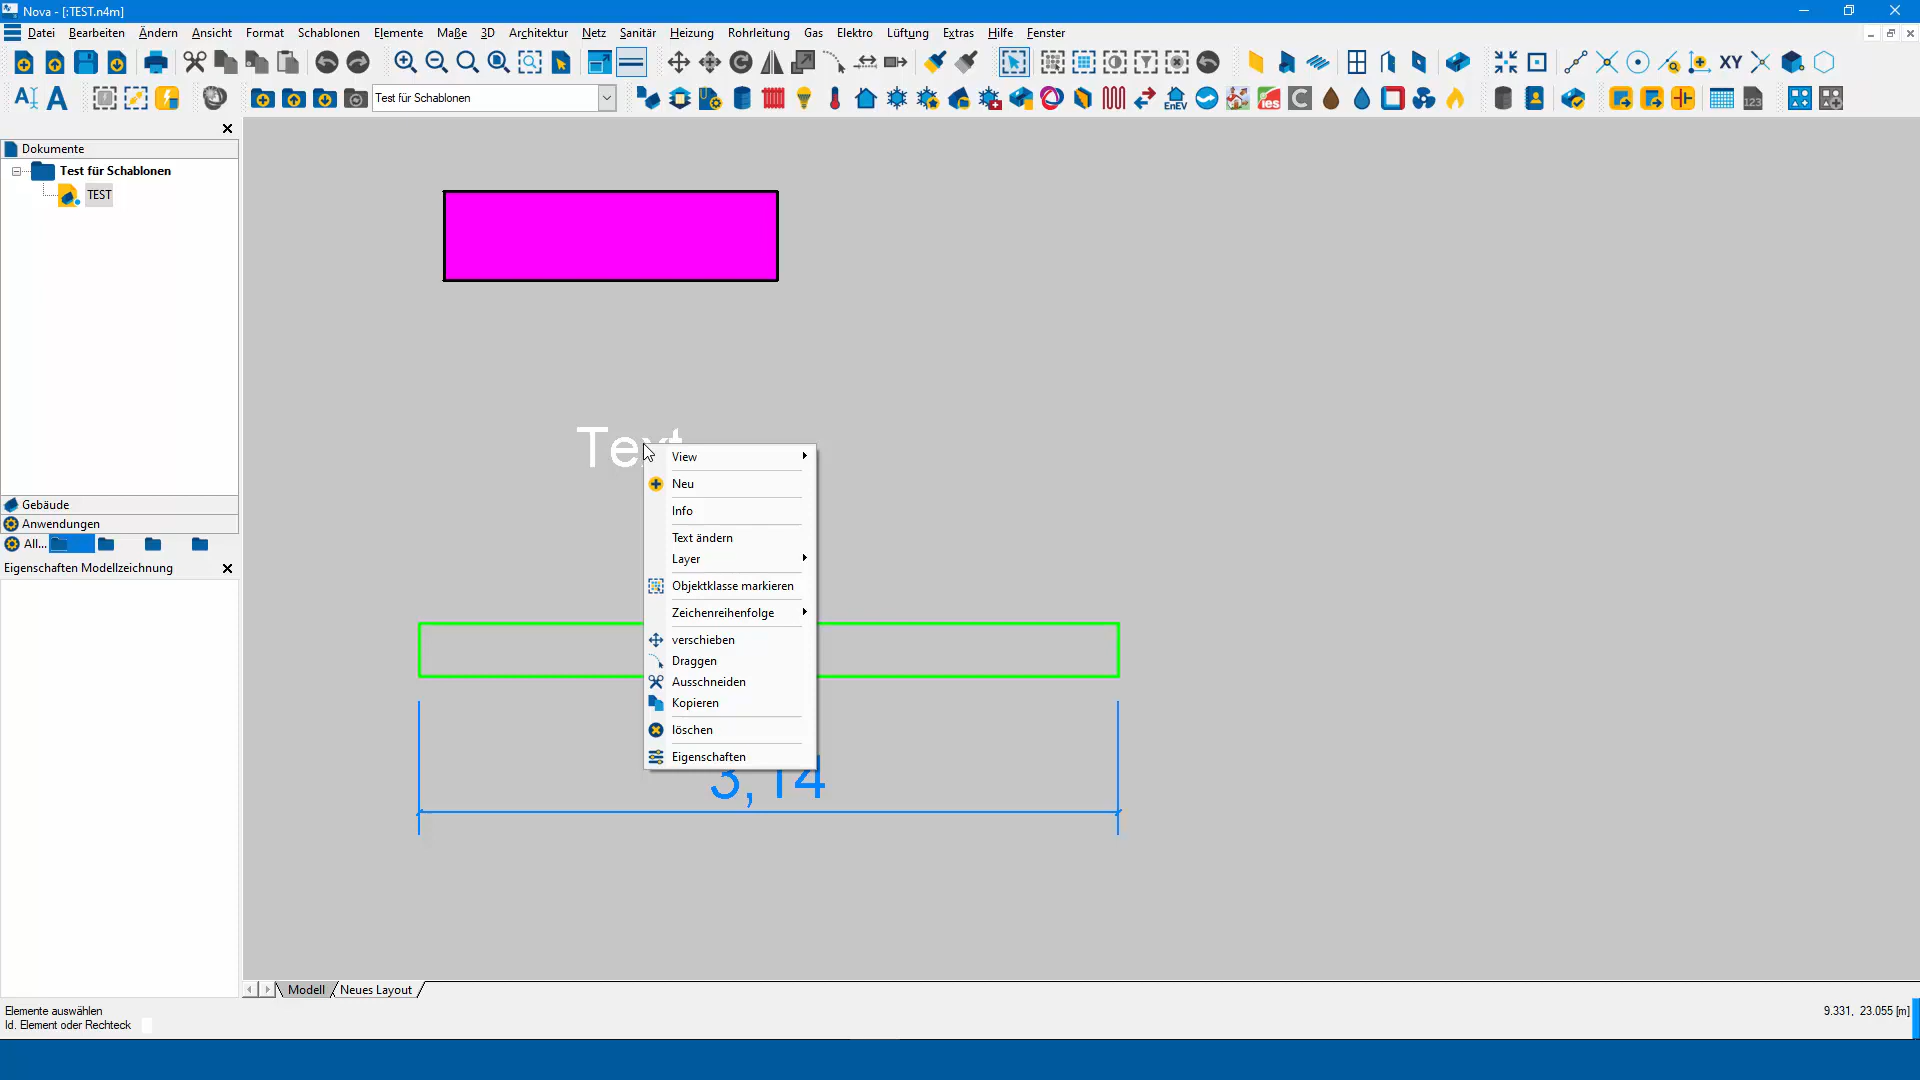 Nova - [:TEST.n4m]
Datei Bearbeiten Ändern Ansicht Format Schablonen Elemente Maße 3D Architektur Netz Sanitär Heizung Rohrleitung Gas Elektro Lüftung Extras Hilfe Fenster
XY
Test für Schablonen
EnEV
ies
123
Dokumente
Test für Schablonen
TEST
Gebäude
Anwendungen
All...
Eigenschaften Modellzeichnung
Text
View
Neu
Info
Text ändern
Layer
Objektklasse markieren
Zeichenreihenfolge
verschieben
Draggen
Ausschneiden
Kopieren
löschen
Eigenschaften
3,14
Modell Neues Layout
Elemente auswählen
Id. Element oder Rechteck
9.331, 23.055 [m]